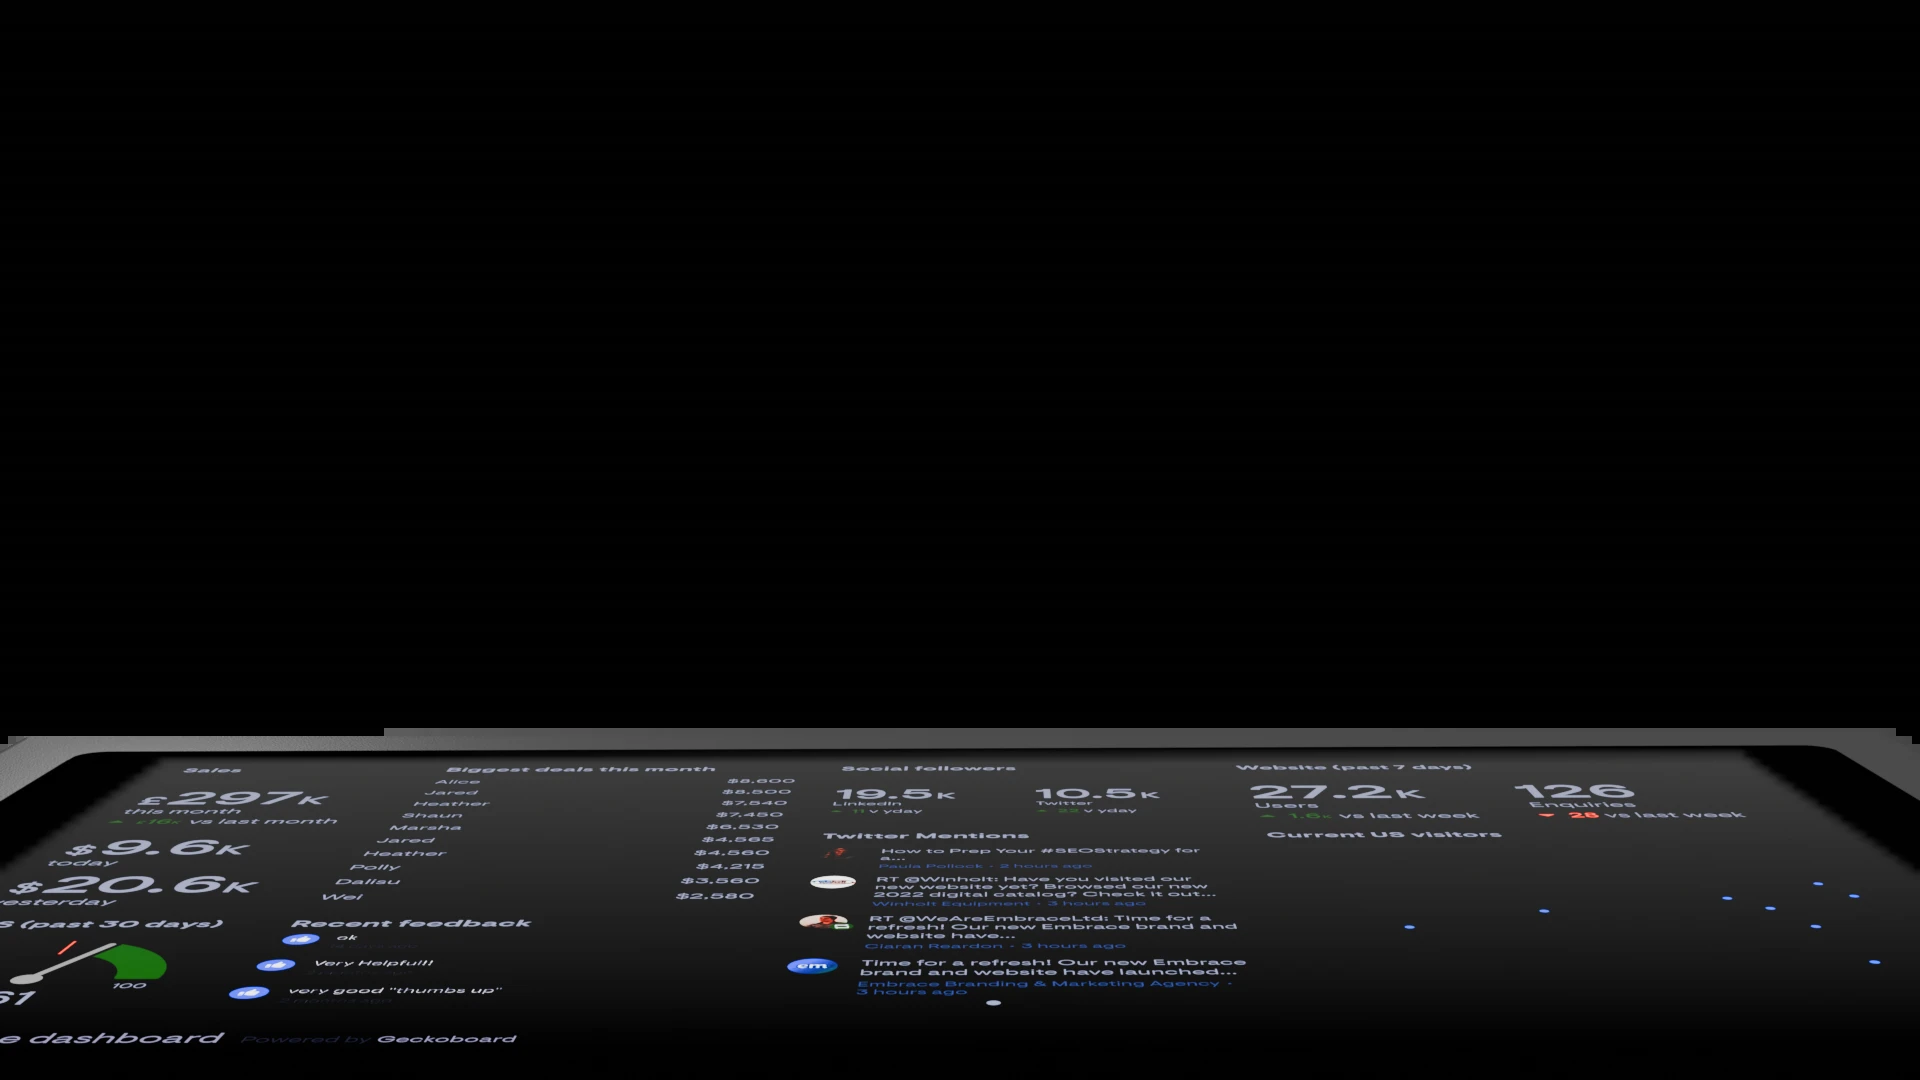 Sales
£297K
this month
£16K vs last month
$9.6K
today
$20.6K
yesterday
S (past 30 days)
100
61
Biggest deals this month
Alice $8,600
Jared $8,500
Heather $7,540
Shaun $7,450
Marsha $6,530
Jared $4,565
Heather $4,560
Polly $4,215
Dalisu $3,560
Wei $2,580
Recent feedback
ok
Very Helpful!!
very good "thumbs up"
2 months ago
Social followers
19.5K
LinkedIn
11 v yday
10.5K
Twitter
22 v yday
Twitter Mentions
How to Prep Your #SEOStrategy for
a...
Paula Pollock · 2 hours ago
RT @Winholt: Have you visited our
new website yet? Browsed our new
2022 digital catalog? Check it out...
Winholt Equipment · 3 hours ago
RT @WeAreEmbraceLtd: Time for a
refresh! Our new Embrace brand and
website have...
Ciaran Reardon · 3 hours ago
em
Time for a refresh! Our new Embrace
brand and website have launched...
Embrace Branding & Marketing Agency ·
3 hours ago
Website (past 7 days)
27.2K
Users
1.6K vs last week
126
Enquiries
28 vs last week
Current US visitors
e dashboard Powered by Geckoboard